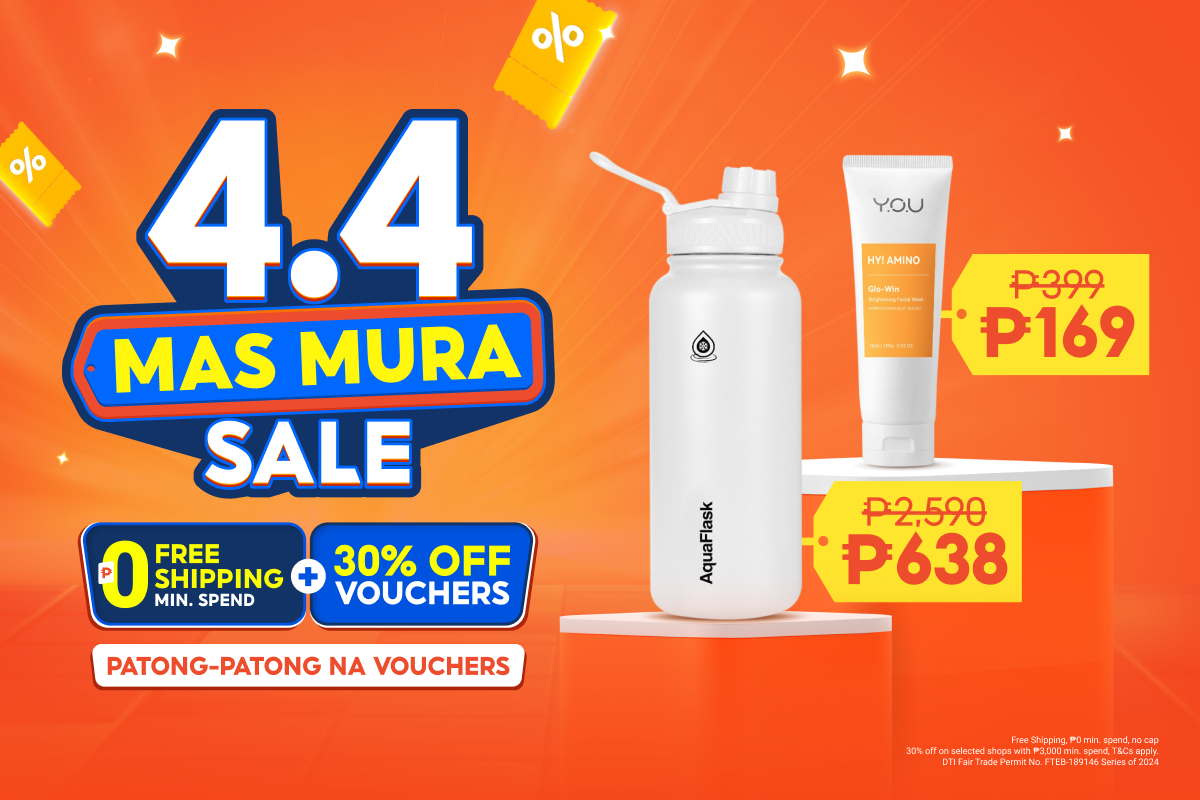 %
%
4.4
MAS MURA
SALE
₱0 FREE
SHIPPING
MIN. SPEND
+
30% OFF
VOUCHERS
PATONG-PATONG NA VOUCHERS
Y.O.U
HY! AMINO
Glo-Win
Brightening Facial Wash
₱399
₱169
AquaFlask
₱2,590
₱638
Free Shipping, ₱0 min. spend, no cap
30% off on selected shops with ₱3,000 min. spend, T&Cs apply.
DTI Fair Trade Permit No. FTEB-189146 Series of 2024